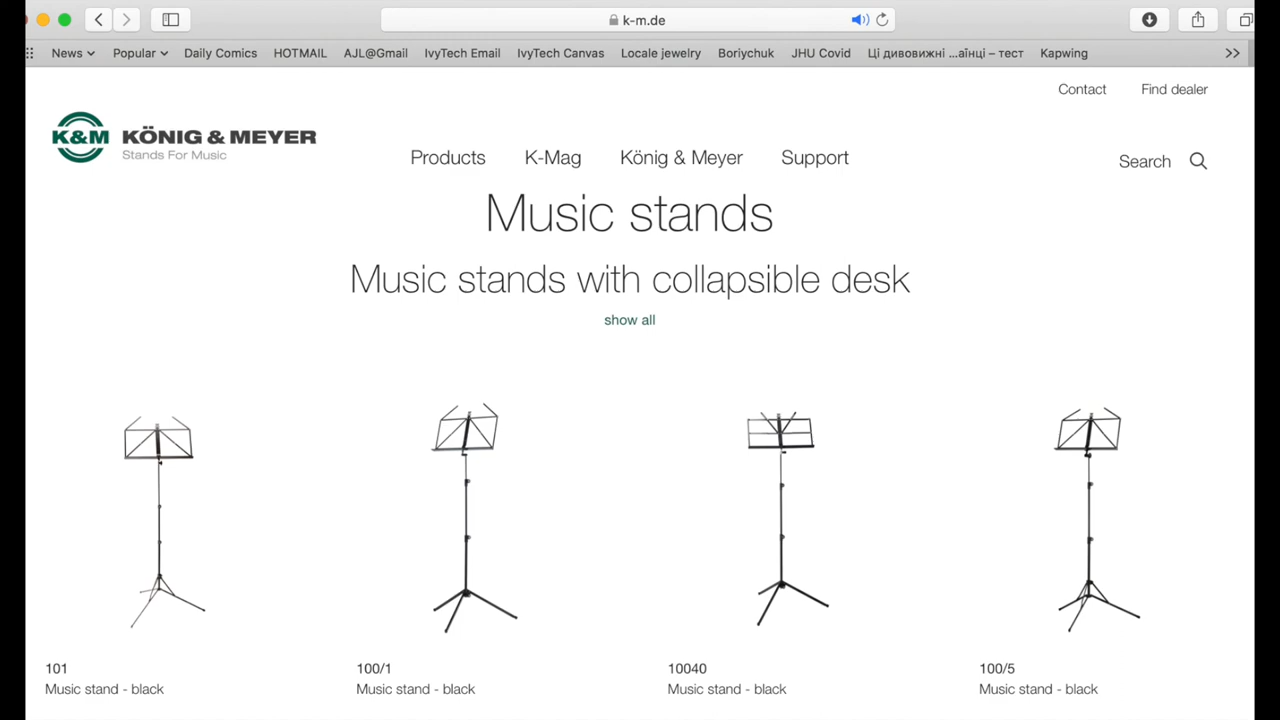 k-m.de
News
Popular
Daily Comics
HOTMAIL
AJL@Gmail
IvyTech Email
IvyTech Canvas
Locale jewelry
Boriychuk
JHU Covid
Ці дивовижні ...аїнці – тест
Kapwing
Contact
Find dealer
K&M KÖNIG & MEYER
Stands For Music
Products
K-Mag
König & Meyer
Support
Search
Music stands
Music stands with collapsible desk
show all
101
Music stand - black
100/1
Music stand - black
10040
Music stand - black
100/5
Music stand - black